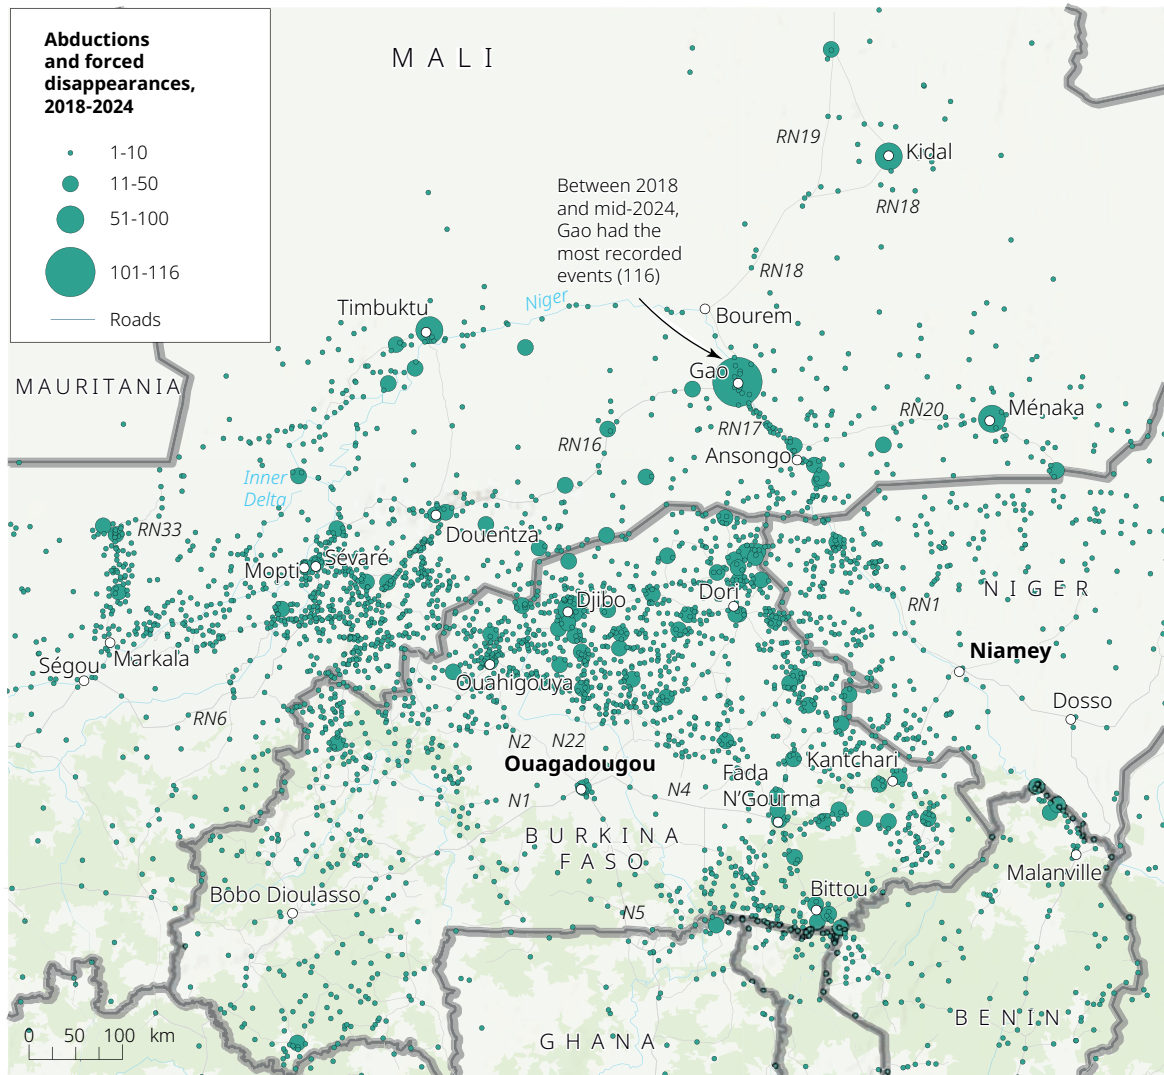 Abductions
and forced
disappearances,
2018-2024
1-10
11-50
51-100
101-116
Roads
MALI
RN19
Kidal
RN18
Between 2018
and mid-2024,
Gao had the
most recorded
events (116)
RN18
Niger
Timbuktu
Bourem
MAURITANIA
Gao
RN20
Ménaka
RN17
RN16
Ansongo
Inner
Delta
RN33
Douentza
Sévaré
Mopti
Djibo
Dori
NIGER
RN1
Niamey
Markala
Ségou
Ouahigouya
Dosso
RN6
N2
N22
Ouagadougou
Kantchari
Fada
N'Gourma
N1
N4
BURKINA
FASO
Malanville
Bobo Dioulasso
Bittou
N5
BENIN
GHANA
0 50 100 km